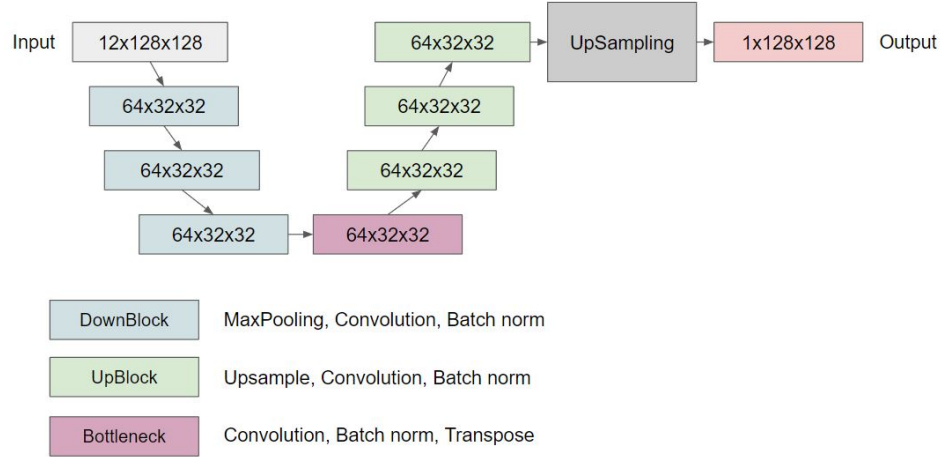 Input
12x128x128
64x32x32
64x32x32
64x32x32
64x32x32
64x32x32
64x32x32
64x32x32
UpSampling
1x128x128
Output
DownBlock
MaxPooling, Convolution, Batch norm
UpBlock
Upsample, Convolution, Batch norm
Bottleneck
Convolution, Batch norm, Transpose